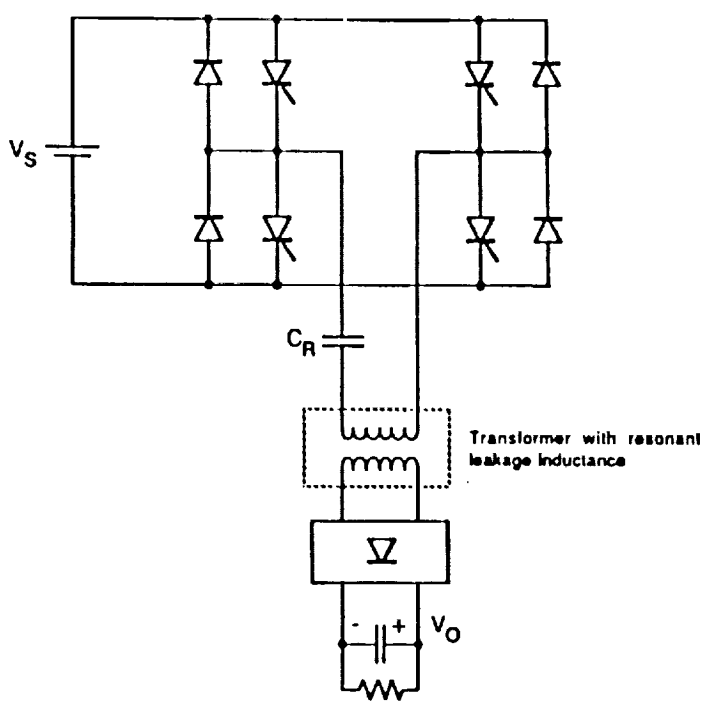 V_S
C_R
Transformer with resonant
leakage Inductance
- +
V_O